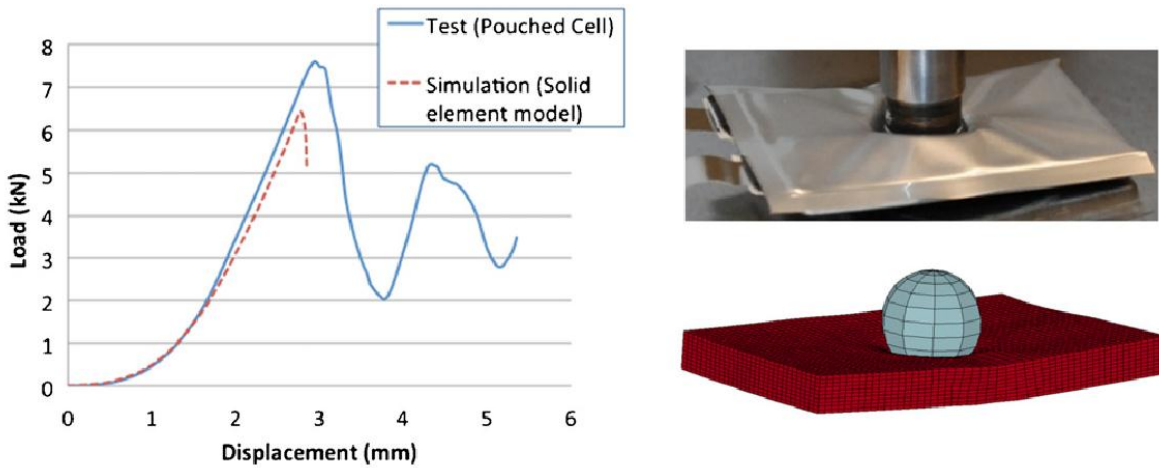 Test (Pouched Cell)
Simulation (Solid
element model)
8
7
6
5
4
3
2
1
0
Load (kN)
0 1 2 3 4 5 6
Displacement (mm)